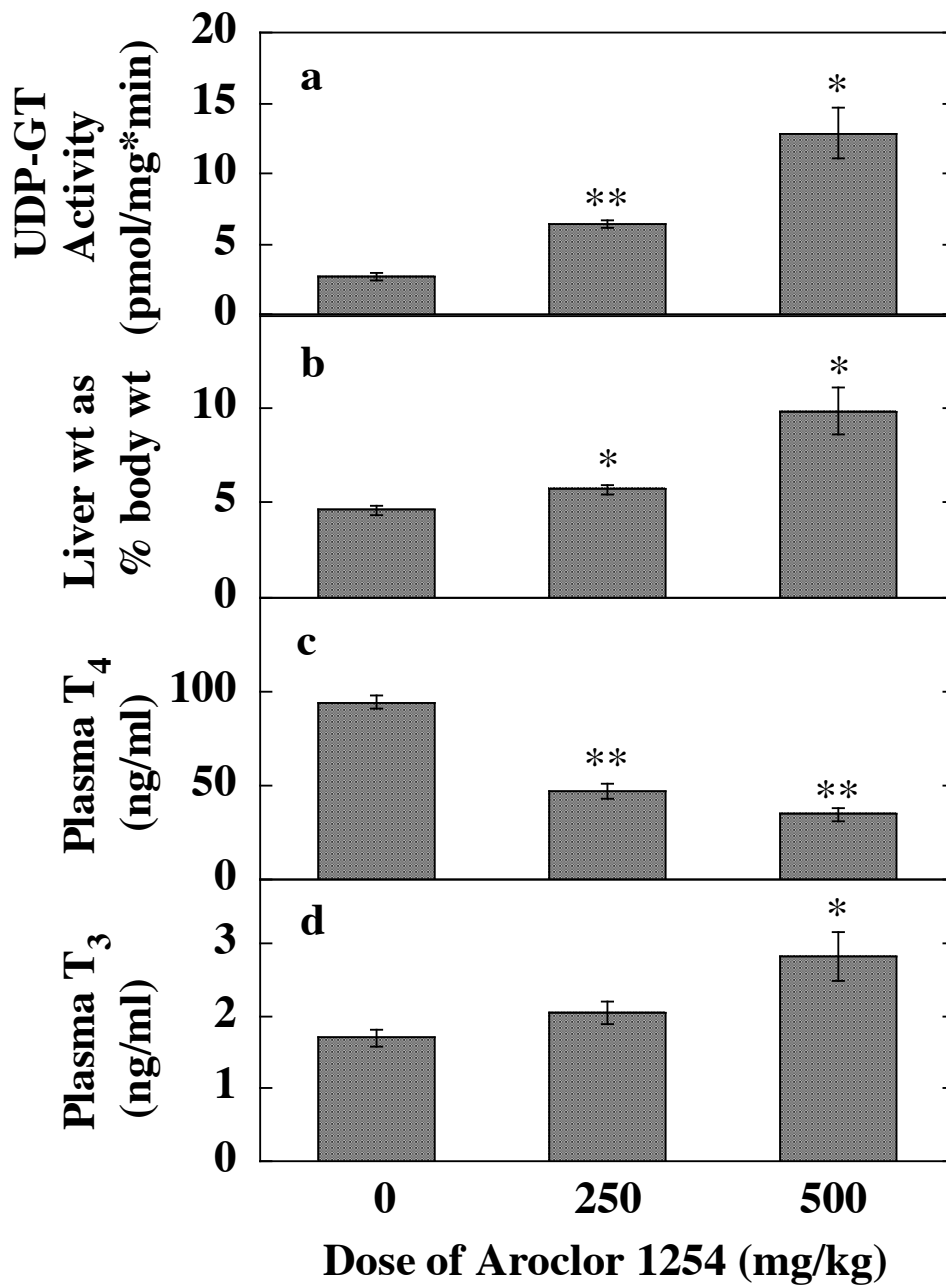 UDP-GT
Activity
(pmol/mg*min)
20
15
10
5
0
a
**
*
Liver wt as
% body wt
10
5
0
b
*
*
Plasma T4
(ng/ml)
100
50
0
c
**
**
Plasma T3
(ng/ml)
3
2
1
0
d
*
0 250 500
Dose of Aroclor 1254 (mg/kg)